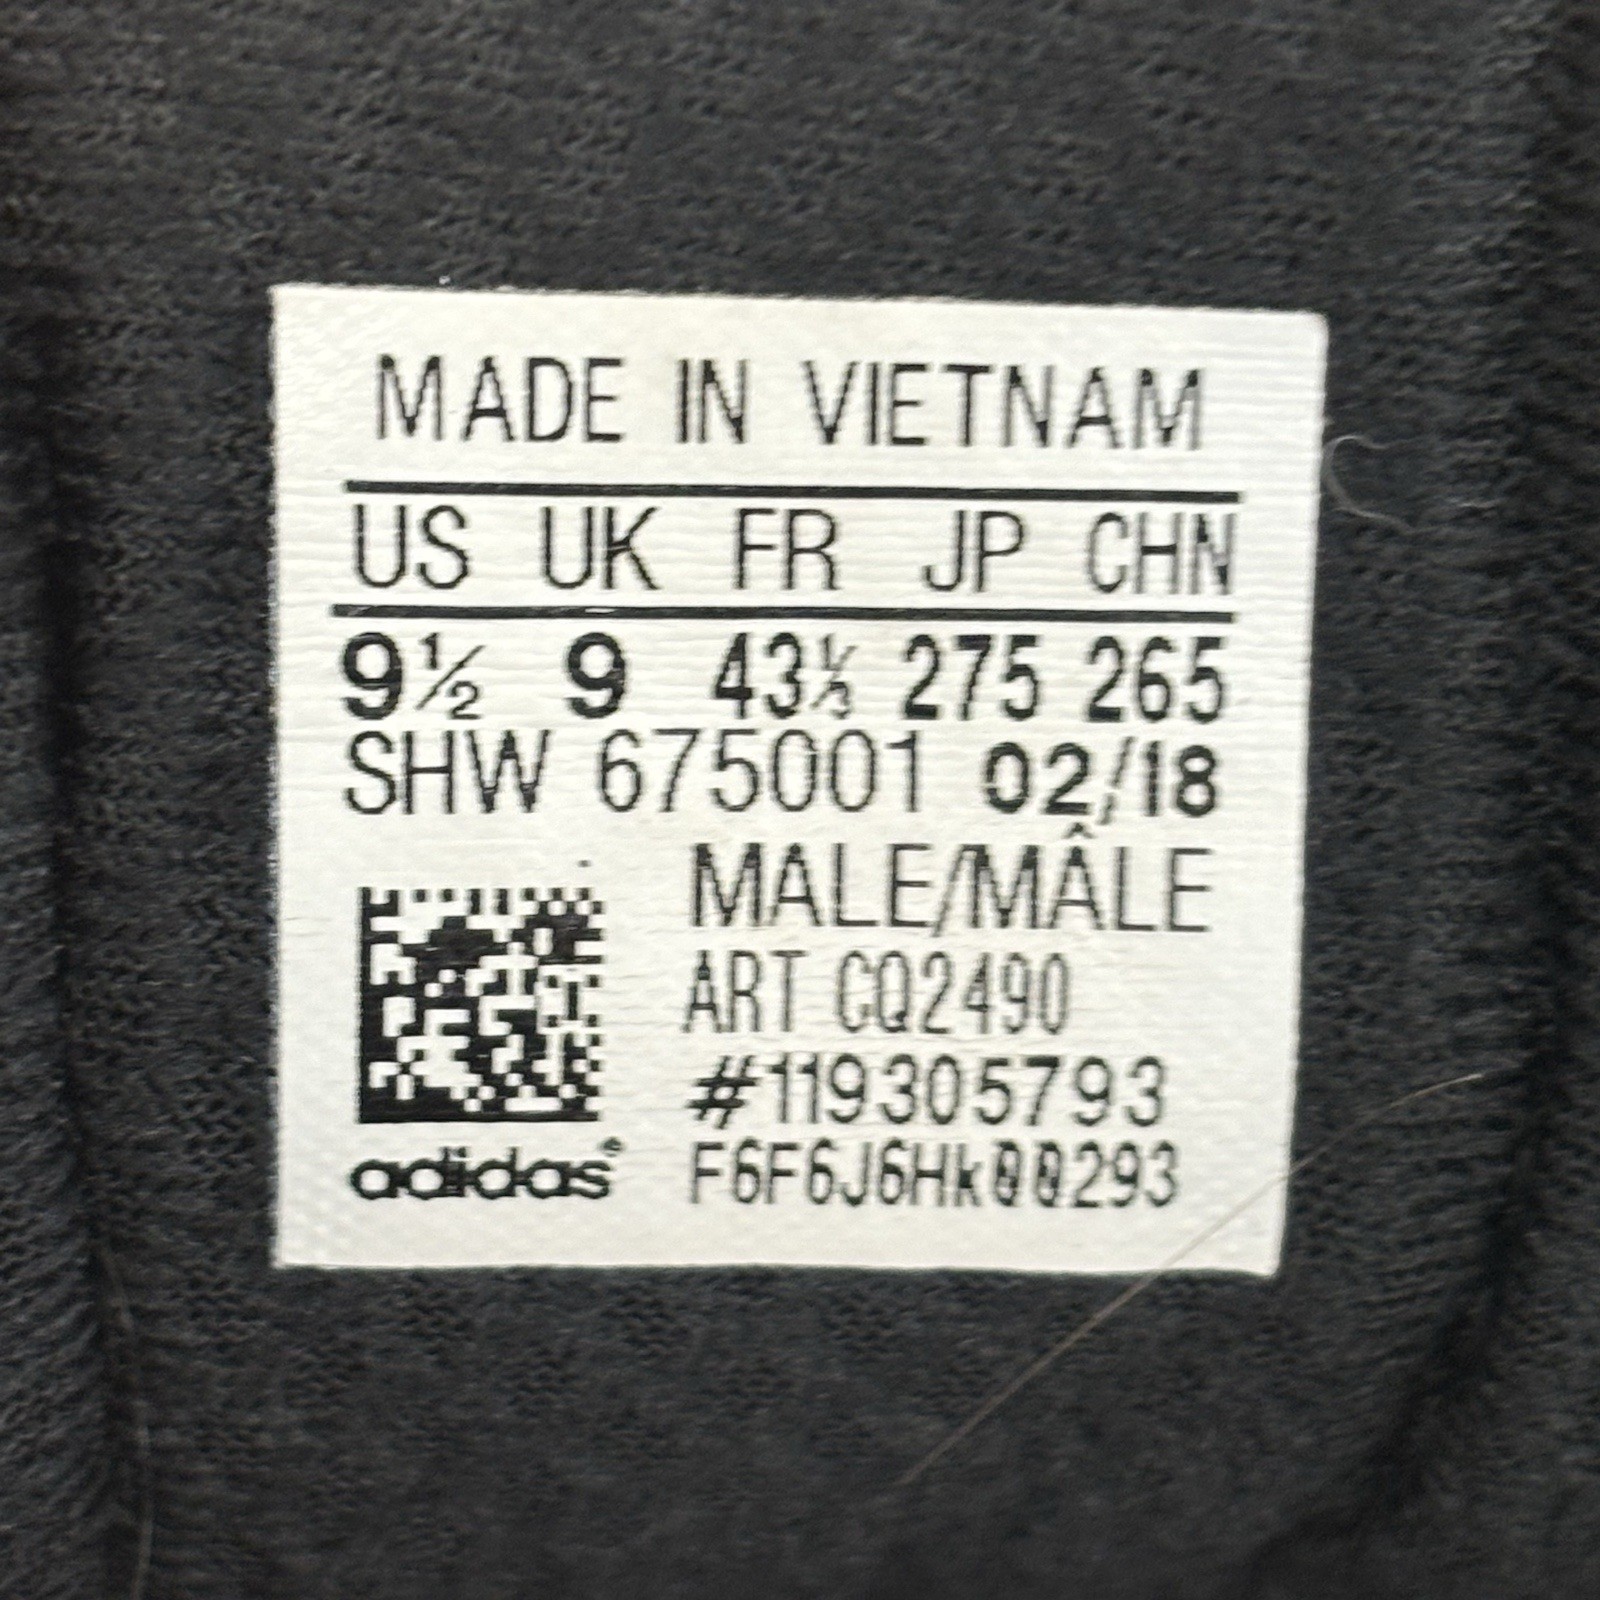 MADE IN VIETNAM
US UK FR JP CHN
9½ 9 43⅓ 275 265
SHW 675001 02/18
MALE/MÂLE
ART CQ2490
#119305793
adidas® F6F6J6Hk00293